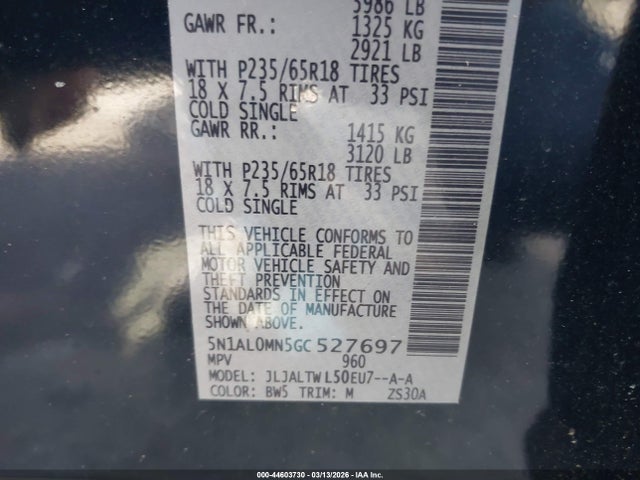 5986 LB
GAWR FR.: 1325 KG
2921 LB
WITH P235/65R18 TIRES
18 X 7.5 RIMS AT 33 PSI
COLD SINGLE
GAWR RR.: 1415 KG
3120 LB
WITH P235/65R18 TIRES
18 X 7.5 RIMS AT 33 PSI
COLD SINGLE
THIS VEHICLE CONFORMS TO
ALL APPLICABLE FEDERAL
MOTOR VEHICLE SAFETY AND
THEFT PREVENTION
STANDARDS IN EFFECT ON
THE DATE OF MANUFACTURE
SHOWN ABOVE.
5N1AL0MN5GC527697
MPV 960
MODEL: JLJALTWL50EU7--A-A
COLOR: BW5 TRIM: M ZS30A
000-44603730 - 03/13/2026 - IAA Inc.